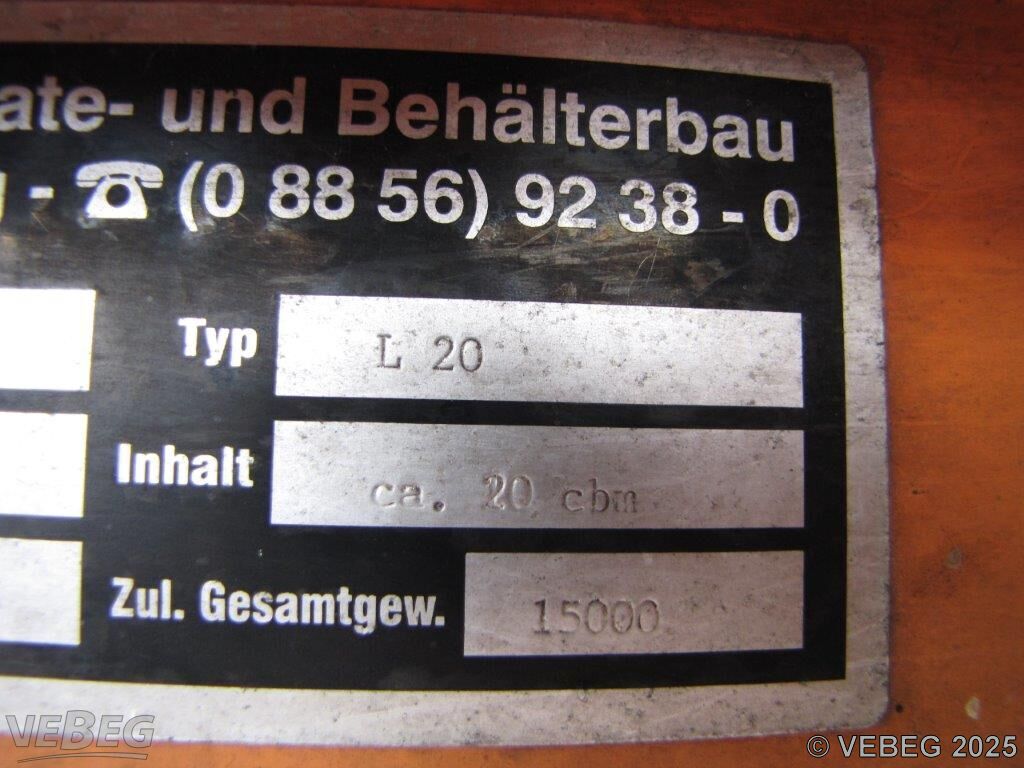 ate- und Behälterbau
- ☎ (0 88 56) 92 38 - 0
Typ L 20
Inhalt ca. 20 cbm
Zul. Gesamtgew. 15000
VEBEG
© VEBEG 2025